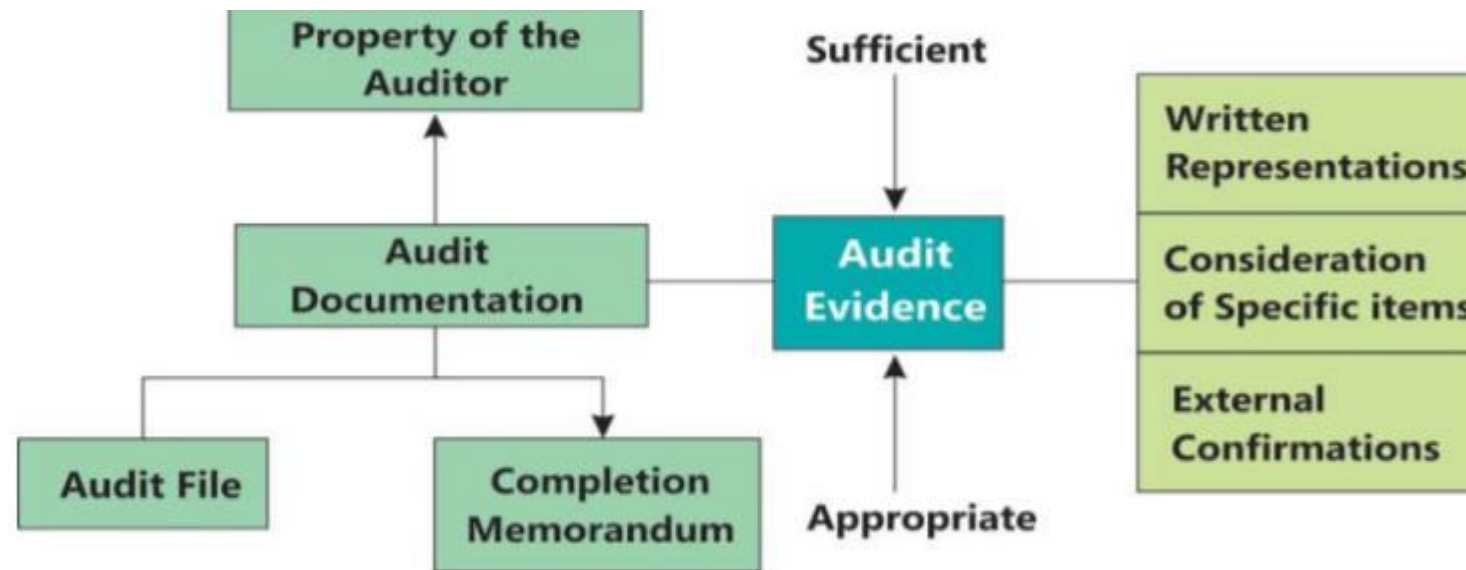 Property of the
Auditor
Sufficient
Written
Representations
Audit
Documentation
Audit
Evidence
Consideration
of Specific items
External
Confirmations
Audit File
Completion
Memorandum
Appropriate